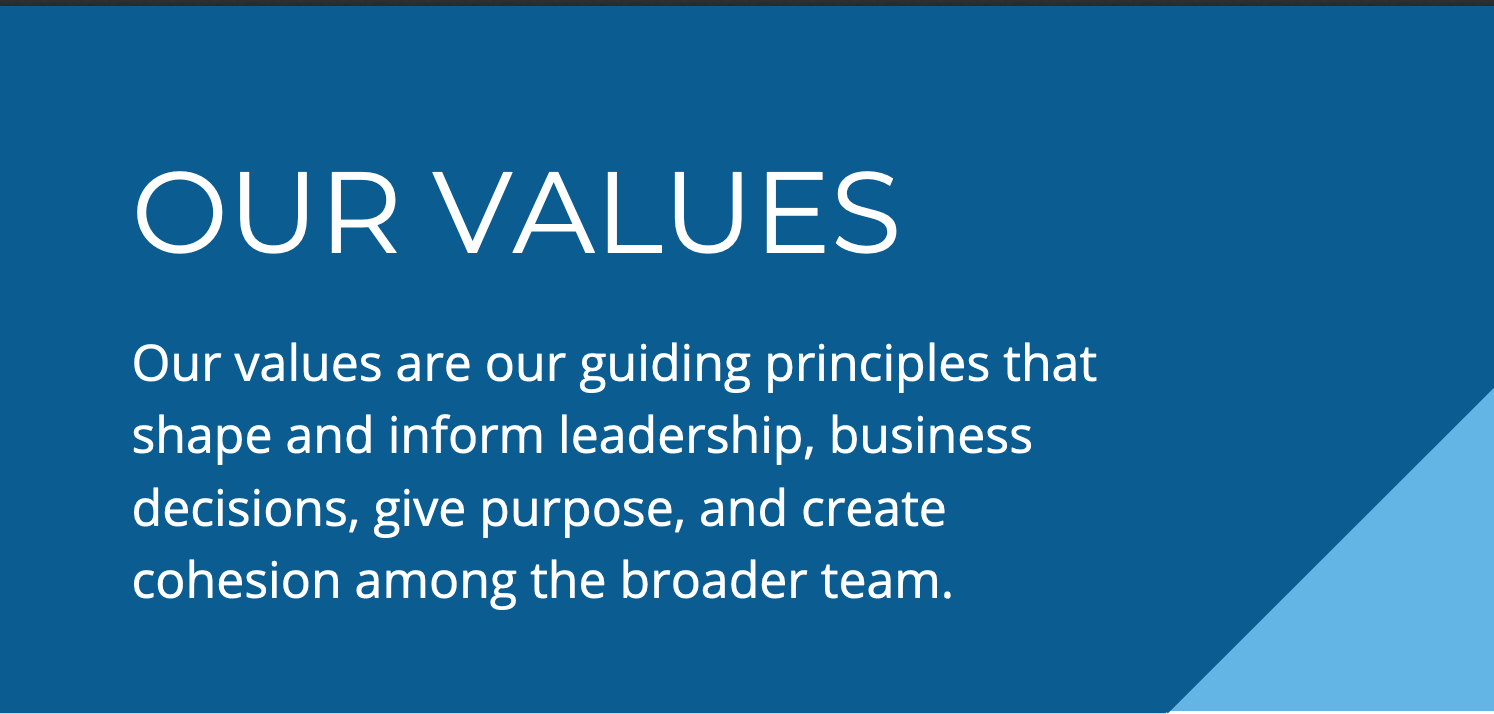 OUR VALUES
Our values are our guiding principles that
shape and inform leadership, business
decisions, give purpose, and create
cohesion among the broader team.